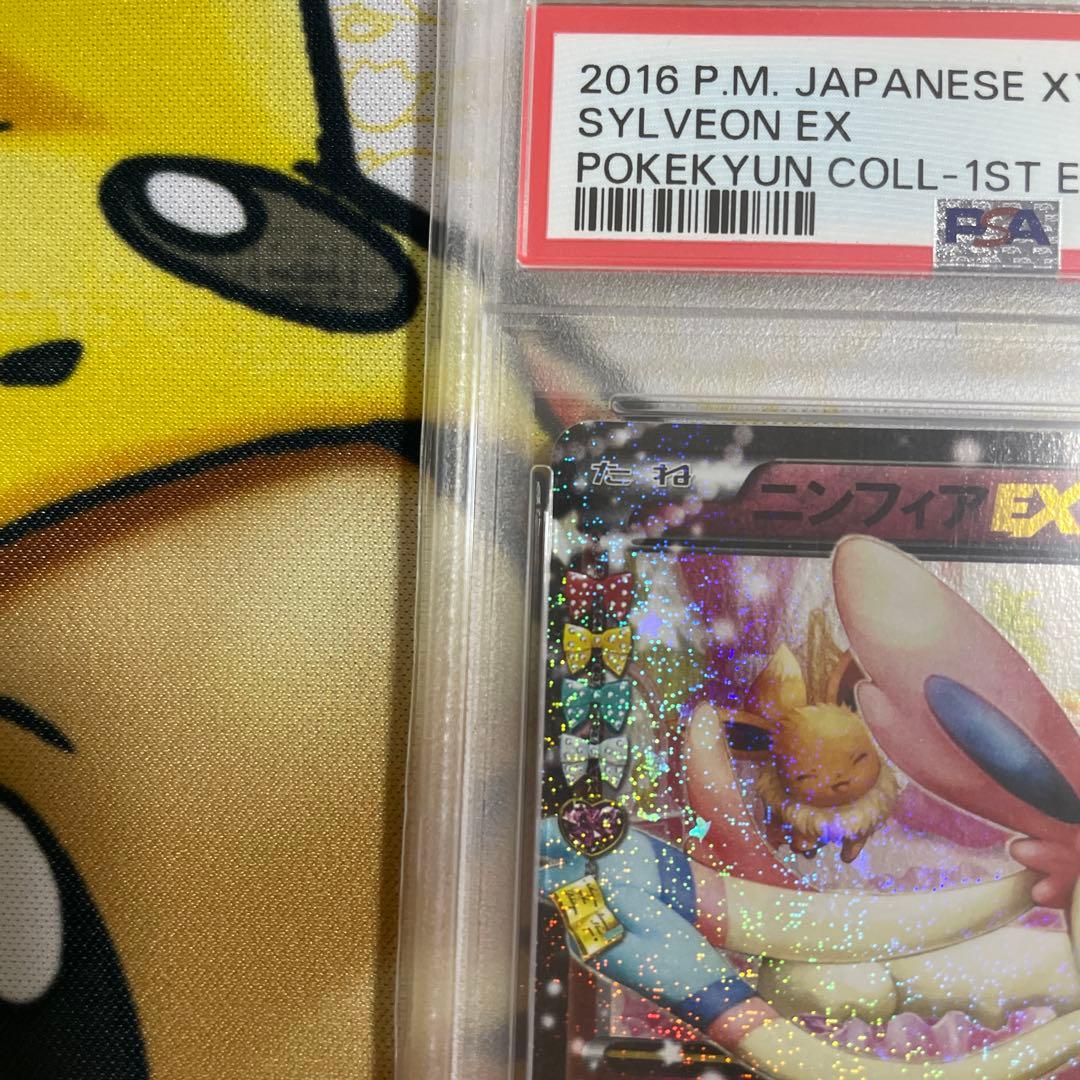 2016 P.M. JAPANESE XY
SYLVEON EX
POKEKYUN COLL-1ST E
PSA
たね
ニンフィアEX